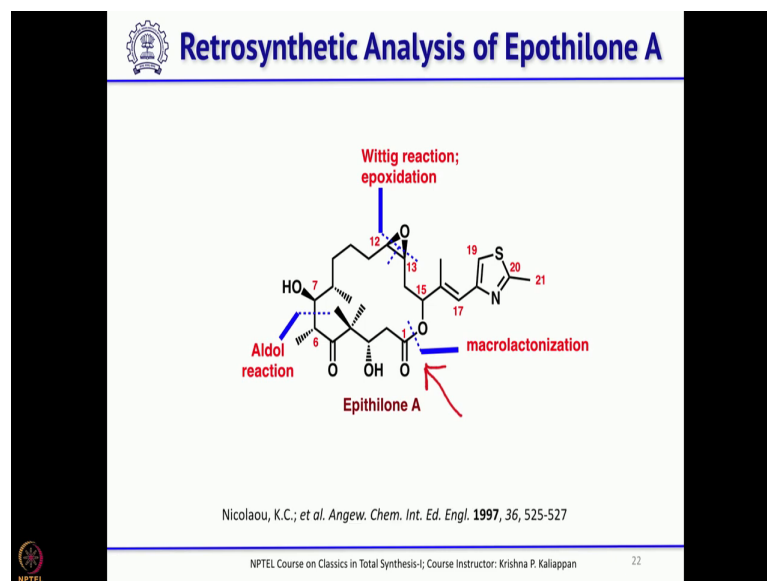 Retrosynthetic Analysis of Epothilone A
Wittig reaction;
epoxidation
O
12
13
19
S
20
21
HO
7
15
N
17
O
6
1
Aldol
reaction
macrolactonization
O
OH
O
Epithilone A
Nicolaou, K.C.; et al. Angew. Chem. Int. Ed. Engl. 1997, 36, 525-527
NPTEL Course on Classics in Total Synthesis-I; Course Instructor: Krishna P. Kaliappan
22
NPTEL